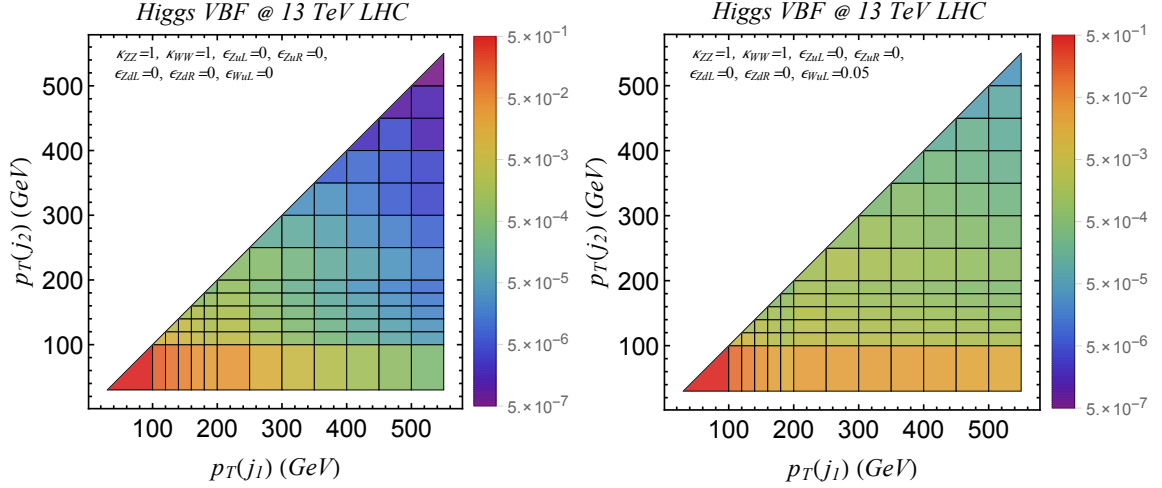 Higgs VBF @ 13 TeV LHC
κZZ=1, κWW=1, ϵZuL=0, ϵZuR=0,
ϵZdL=0, ϵZdR=0, ϵWuL=0
pT(j2) (GeV)
500
400
300
200
100
100 200 300 400 500
pT(j1) (GeV)
5.×10⁻¹
5.×10⁻²
5.×10⁻³
5.×10⁻⁴
5.×10⁻⁵
5.×10⁻⁶
5.×10⁻⁷
Higgs VBF @ 13 TeV LHC
κZZ=1, κWW=1, ϵZuL=0, ϵZuR=0,
ϵZdL=0, ϵZdR=0, ϵWuL=0.05
pT(j2) (GeV)
500
400
300
200
100
100 200 300 400 500
pT(j1) (GeV)
5.×10⁻¹
5.×10⁻²
5.×10⁻³
5.×10⁻⁴
5.×10⁻⁵
5.×10⁻⁶
5.×10⁻⁷